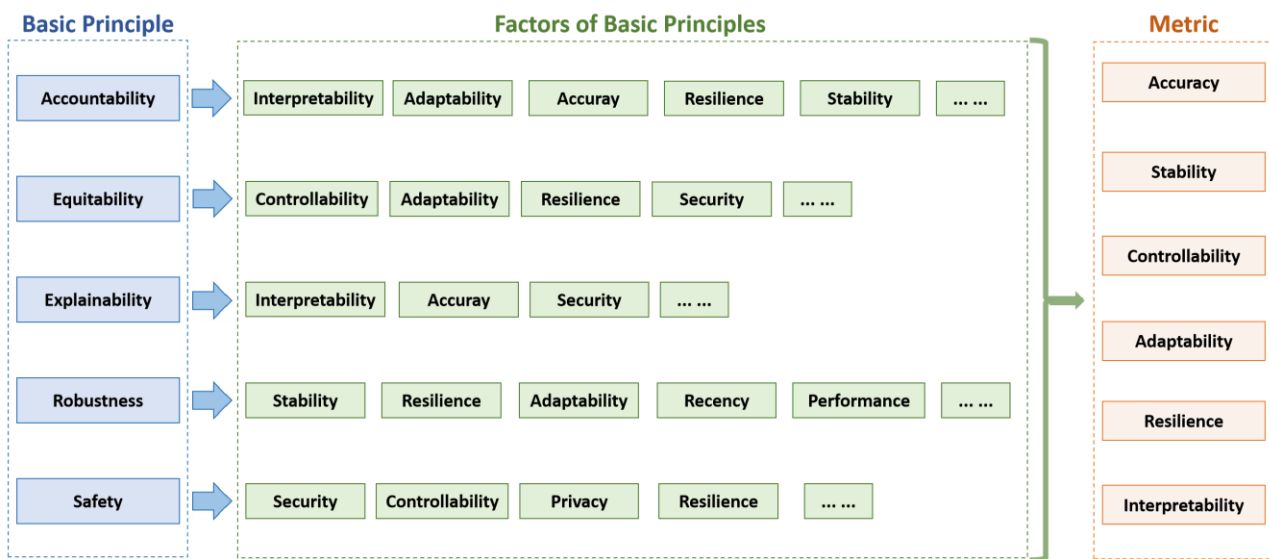 Basic Principle
Factors of Basic Principles
Metric
Accountability
Interpretability
Adaptability
Accuray
Resilience
Stability
... ...
Equitability
Controllability
Adaptability
Resilience
Security
... ...
Explainability
Interpretability
Accuray
Security
... ...
Robustness
Stability
Resilience
Adaptability
Recency
Performance
... ...
Safety
Security
Controllability
Privacy
Resilience
... ...
Accuracy
Stability
Controllability
Adaptability
Resilience
Interpretability